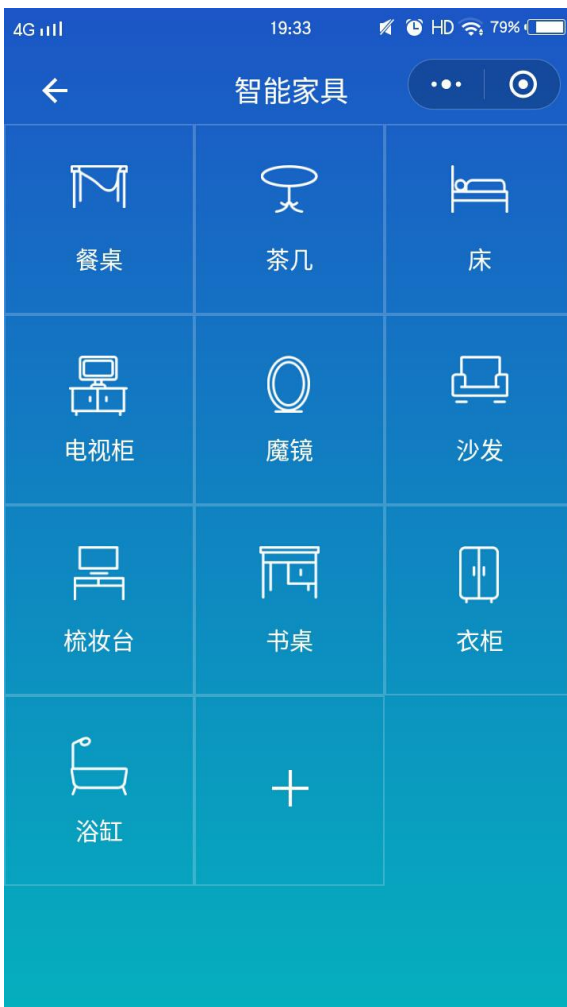 4G 19:33 HD 79%
智能家具
餐桌 茶几 床
电视柜 魔镜 沙发
梳妆台 书桌 衣柜
浴缸